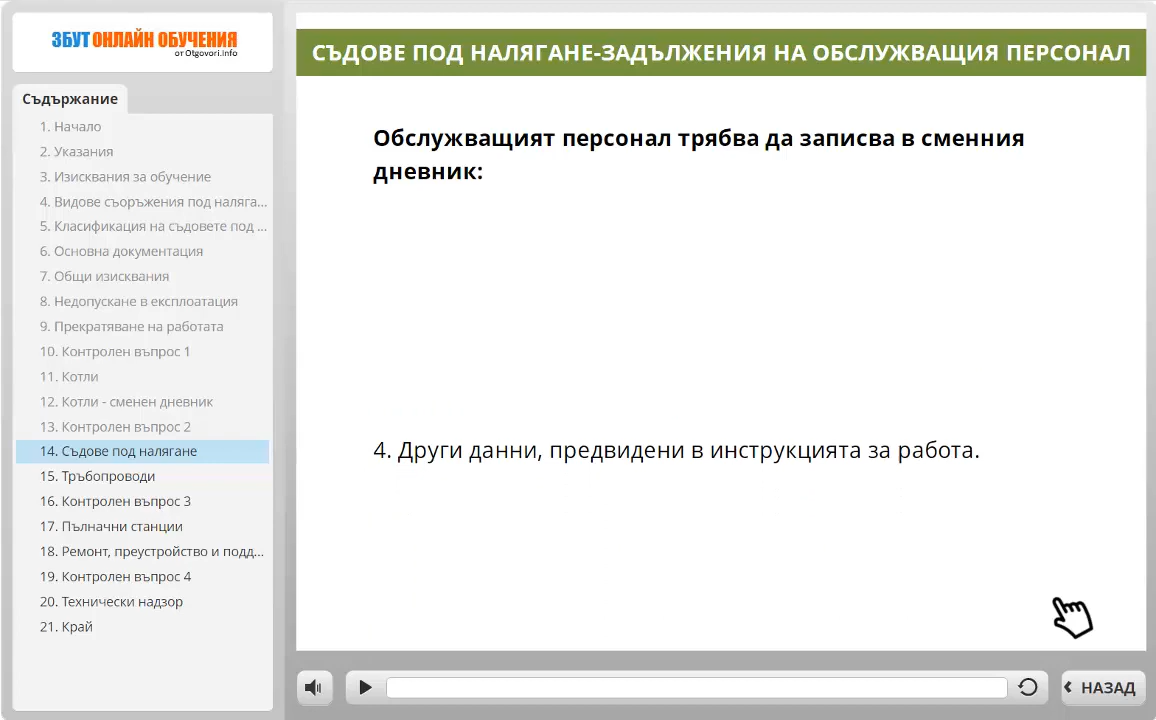 ЗБУТ ОНЛАЙН ОБУЧЕНИЯ
от Otgovori.Info
Съдържание
1. Начало
2. Указания
3. Изисквания за обучение
4. Видове съоръжения под наляга...
5. Класификация на съдовете под ...
6. Основна документация
7. Общи изисквания
8. Недопускане в експлоатация
9. Прекратяване на работата
10. Контролен въпрос 1
11. Котли
12. Котли - сменен дневник
13. Контролен въпрос 2
14. Съдове под налягане
15. Тръбопроводи
16. Контролен въпрос 3
17. Пълначни станции
18. Ремонт, преустройство и подд...
19. Контролен въпрос 4
20. Технически надзор
21. Край
СЪДОВЕ ПОД НАЛЯГАНЕ-ЗАДЪЛЖЕНИЯ НА ОБСЛУЖВАЩИЯ ПЕРСОНАЛ
Обслужващият персонал трябва да записва в сменния
дневник:
4. Други данни, предвидени в инструкцията за работа.
НАЗАД